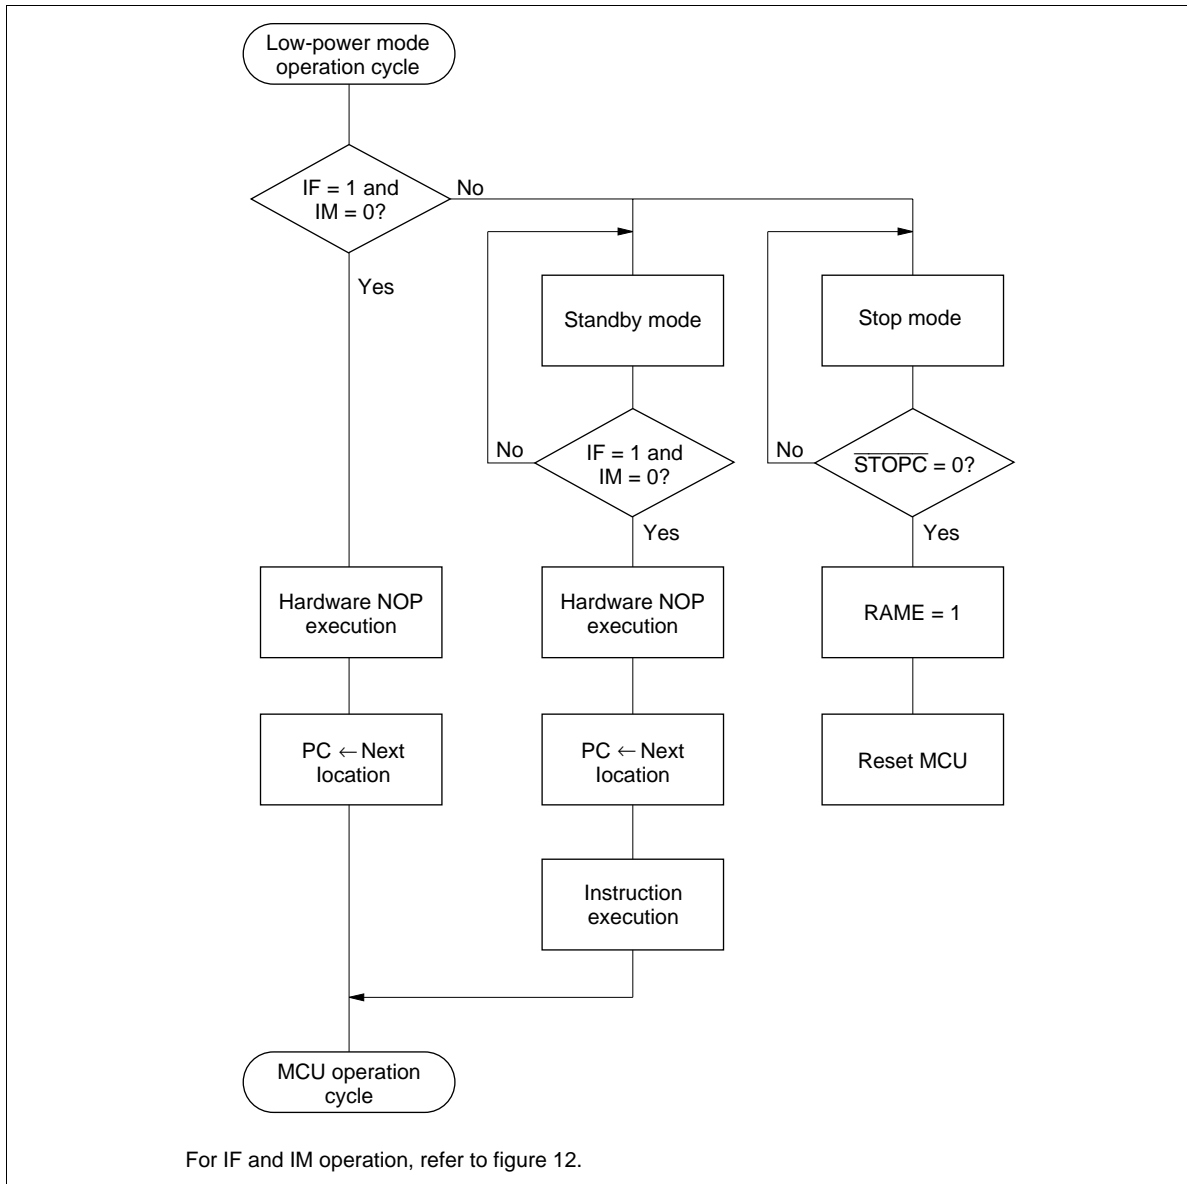 Low-power mode
operation cycle
IF = 1 and
IM = 0?
No
Yes
Standby mode
Stop mode
No
IF = 1 and
IM = 0?
Yes
No
S̅T̅O̅P̅C̅ = 0?
Yes
Hardware NOP
execution
Hardware NOP
execution
RAME = 1
PC ← Next
location
PC ← Next
location
Reset MCU
Instruction
execution
MCU operation
cycle
For IF and IM operation, refer to figure 12.